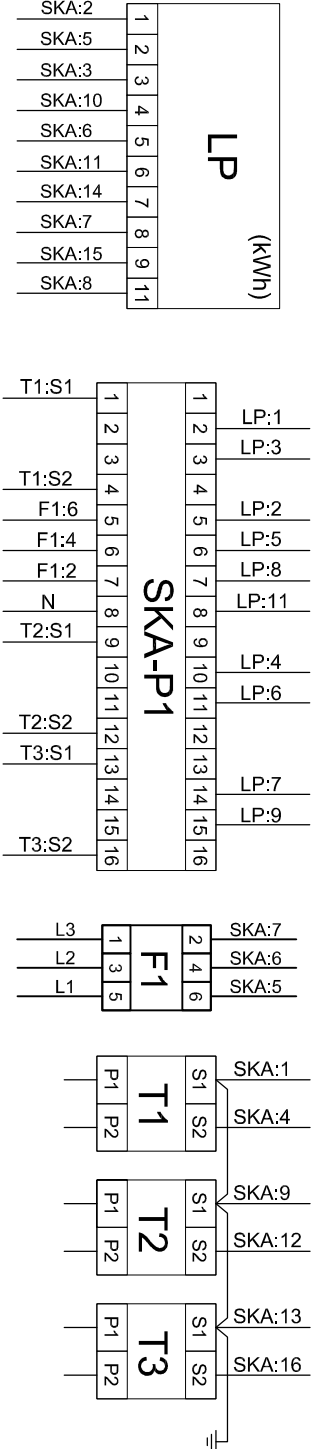 SKA:2 1
SKA:5 2
SKA:3 3
SKA:10 4
SKA:6 5
SKA:11 6
SKA:14 7
SKA:7 8
SKA:15 9
SKA:8 11
LP
(kWh)
T1:S1 1 1
2 2 LP:1
3 3 LP:3
T1:S2 4 4
F1:6 5 5 LP:2
F1:4 6 6 LP:5
F1:2 7 7 LP:8
N 8 8 LP:11
T2:S1 9 9
10 10 LP:4
11 11 LP:6
T2:S2 12 12
T3:S1 13 13
14 14 LP:7
15 15 LP:9
T3:S2 16 16
SKA-P1
L3 1 2 SKA:7
L2 3 4 SKA:6
L1 5 6 SKA:5
F1
P1 S1 SKA:1
P2 S2 SKA:4
T1
P1 S1 SKA:9
P2 S2 SKA:12
T2
P1 S1 SKA:13
P2 S2 SKA:16
T3